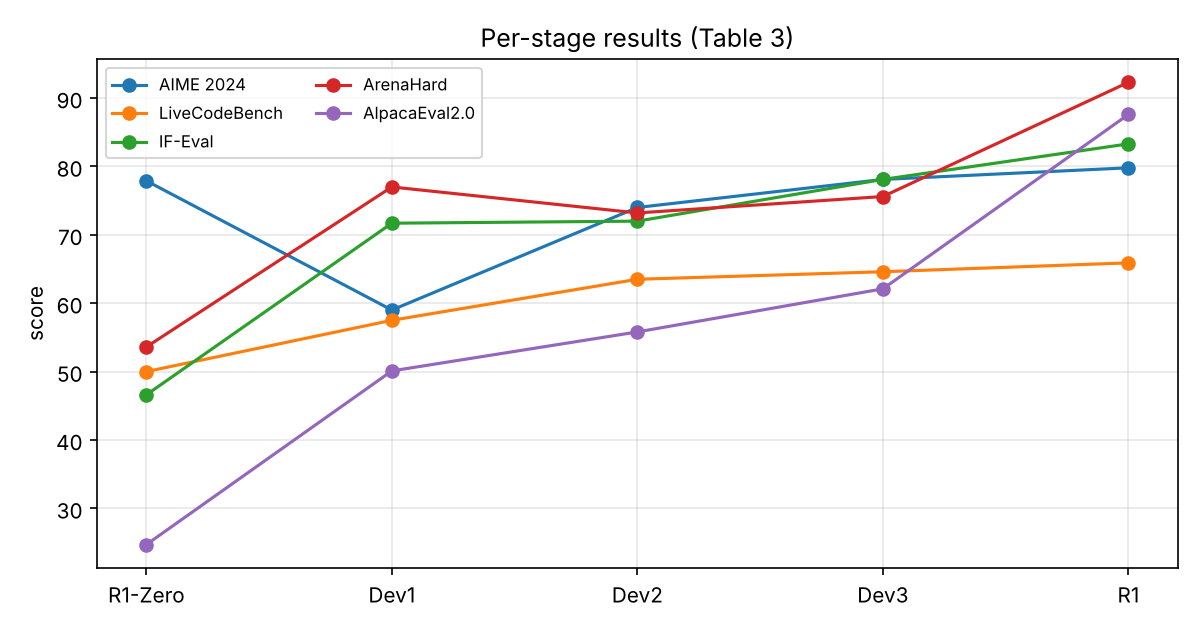 Per-stage results (Table 3)
AIME 2024
LiveCodeBench
IF-Eval
ArenaHard
AlpacaEval2.0
score
90
80
70
60
50
40
30
R1-Zero Dev1 Dev2 Dev3 R1